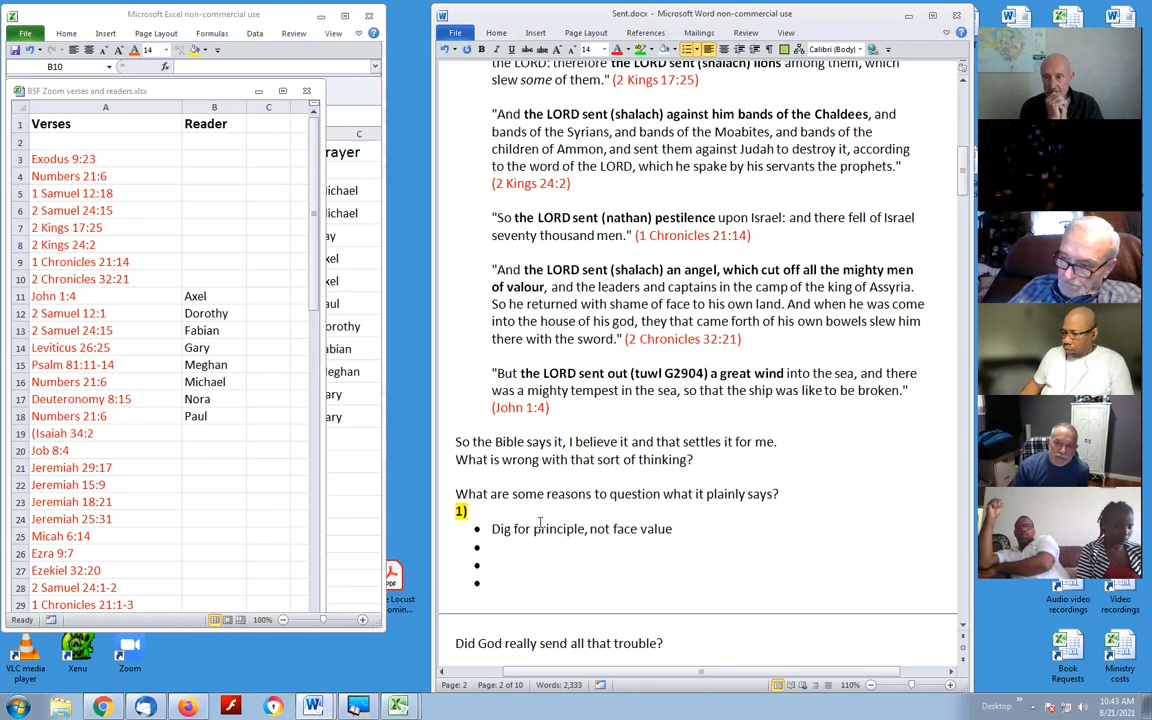 Microsoft Excel non-commercial use
File Home Insert Page Layout Formulas Data Review View
14
B10
BSF Zoom verses and readers.xlsx
A B C
1 Verses Reader
2
3 Exodus 9:23
4 Numbers 21:6
5 1 Samuel 12:18
6 2 Samuel 24:15
7 2 Kings 17:25
8 2 Kings 24:2
9 1 Chronicles 21:14
10 2 Chronicles 32:21
11 John 1:4 Axel
12 2 Samuel 12:1 Dorothy
13 2 Samuel 24:15 Fabian
14 Leviticus 26:25 Gary
15 Psalm 81:11-14 Meghan
16 Numbers 21:6 Michael
17 Deuteronomy 8:15 Nora
18 Numbers 21:6 Paul
19 (Isaiah 34:2
20 Job 8:4
21 Jeremiah 29:17
22 Jeremiah 15:9
23 Jeremiah 18:21
24 Jeremiah 25:31
25 Micah 6:14
26 Ezra 9:7
27 Ezekiel 32:20
28 2 Samuel 24:1-2
29 1 Chronicles 21:1-3
C
rayer
ichael
ichael
ay
xel
xel
aul
orothy
abian
eghan
ary
Ready 100%
Sent.docx - Microsoft Word non-commercial use
File Home Insert Page Layout References Mailings Review View
14 Calibri (Body)
the LORD: therefore the LORD sent (shalach) lions among them, which
slew some of them." (2 Kings 17:25)
"And the LORD sent (shalach) against him bands of the Chaldees, and
bands of the Syrians, and bands of the Moabites, and bands of the
children of Ammon, and sent them against Judah to destroy it, according
to the word of the LORD, which he spake by his servants the prophets."
(2 Kings 24:2)
"So the LORD sent (nathan) pestilence upon Israel: and there fell of Israel
seventy thousand men." (1 Chronicles 21:14)
"And the LORD sent (shalach) an angel, which cut off all the mighty men
of valour, and the leaders and captains in the camp of the king of Assyria.
So he returned with shame of face to his own land. And when he was come
into the house of his god, they that came forth of his own bowels slew him
there with the sword." (2 Chronicles 32:21)
"But the LORD sent out (tuwl G2904) a great wind into the sea, and there
was a mighty tempest in the sea, so that the ship was like to be broken."
(John 1:4)
So the Bible says it, I believe it and that settles it for me.
What is wrong with that sort of thinking?
What are some reasons to question what it plainly says?
1)
• Dig for principle, not face value
•
•
•
Did God really send all that trouble?
Page: 2 Page: 2 of 10 Words: 2,333 110%
e Locust
omin...
VLC media
player
Xenu
Zoom
Audio video
recordings
Video
recordings
Book
Requests
Ministry
costs
Desktop
10:43 AM
8/21/2021